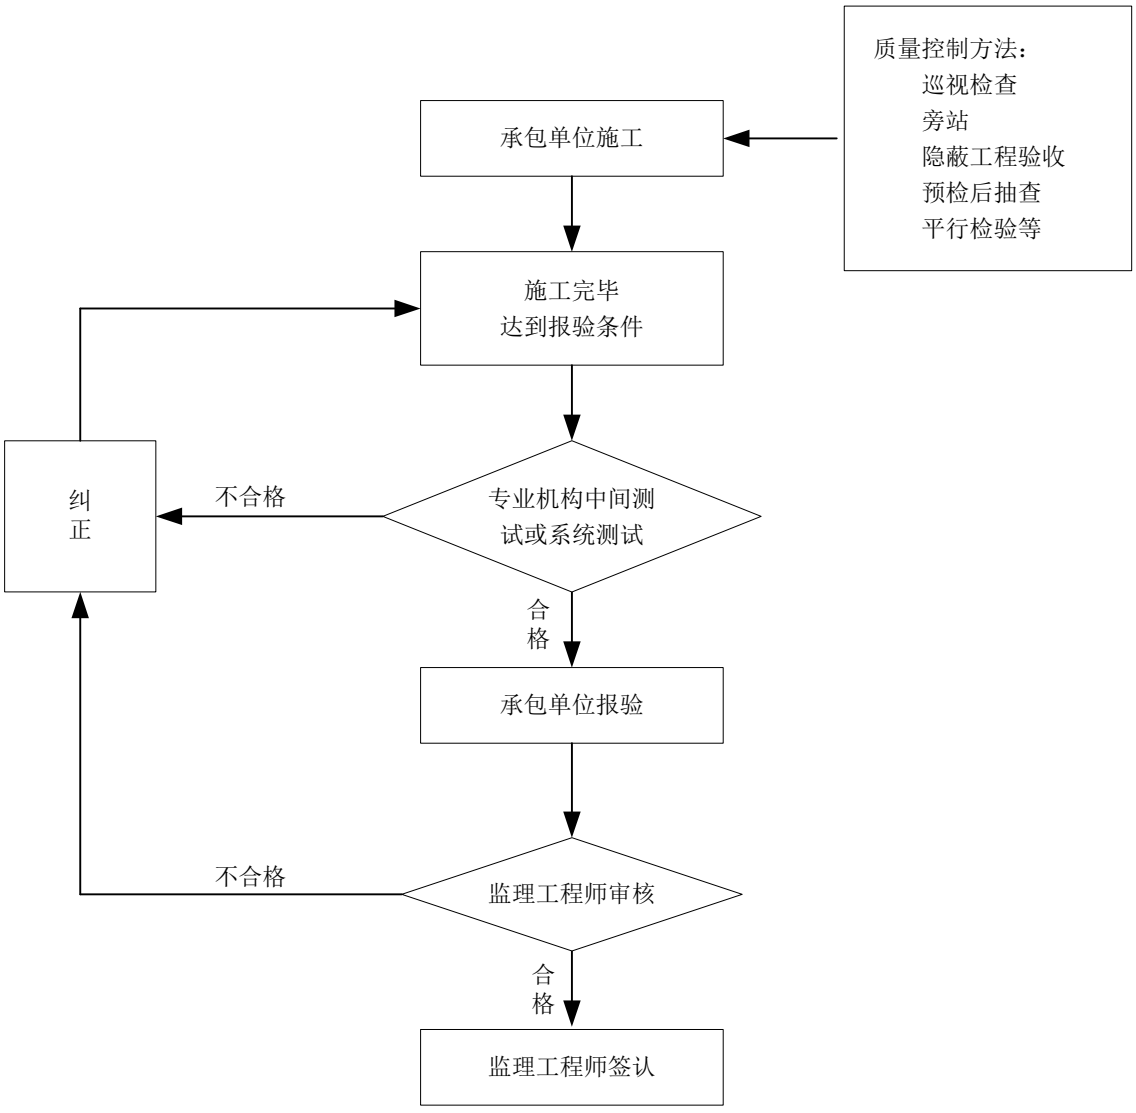 质量控制方法：
巡视检查
旁站
隐蔽工程验收
预检后抽查
平行检验等
承包单位施工
施工完毕
达到报验条件
纠
正
不合格
专业机构中间测
试或系统测试
合
格
承包单位报验
不合格
监理工程师审核
合
格
监理工程师签认